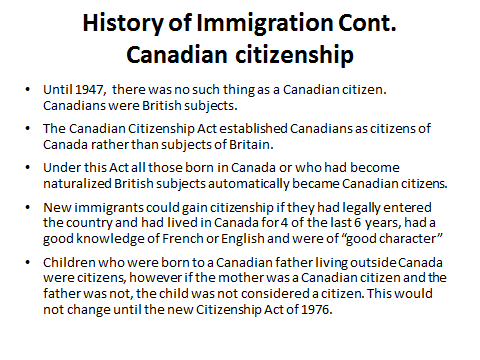 History of Immigration Cont.
Canadian citizenship
• Until 1947, there was no such thing as a Canadian citizen.
Canadians were British subjects.
• The Canadian Citizenship Act established Canadians as citizens of
Canada rather than subjects of Britain.
• Under this Act all those born in Canada or who had become
naturalized British subjects automatically became Canadian citizens.
• New immigrants could gain citizenship if they had legally entered
the country and had lived in Canada for 4 of the last 6 years, had a
good knowledge of French or English and were of “good character”
• Children who were born to a Canadian father living outside Canada
were citizens, however if the mother was a Canadian citizen and the
father was not, the child was not considered a citizen. This would
not change until the new Citizenship Act of 1976.